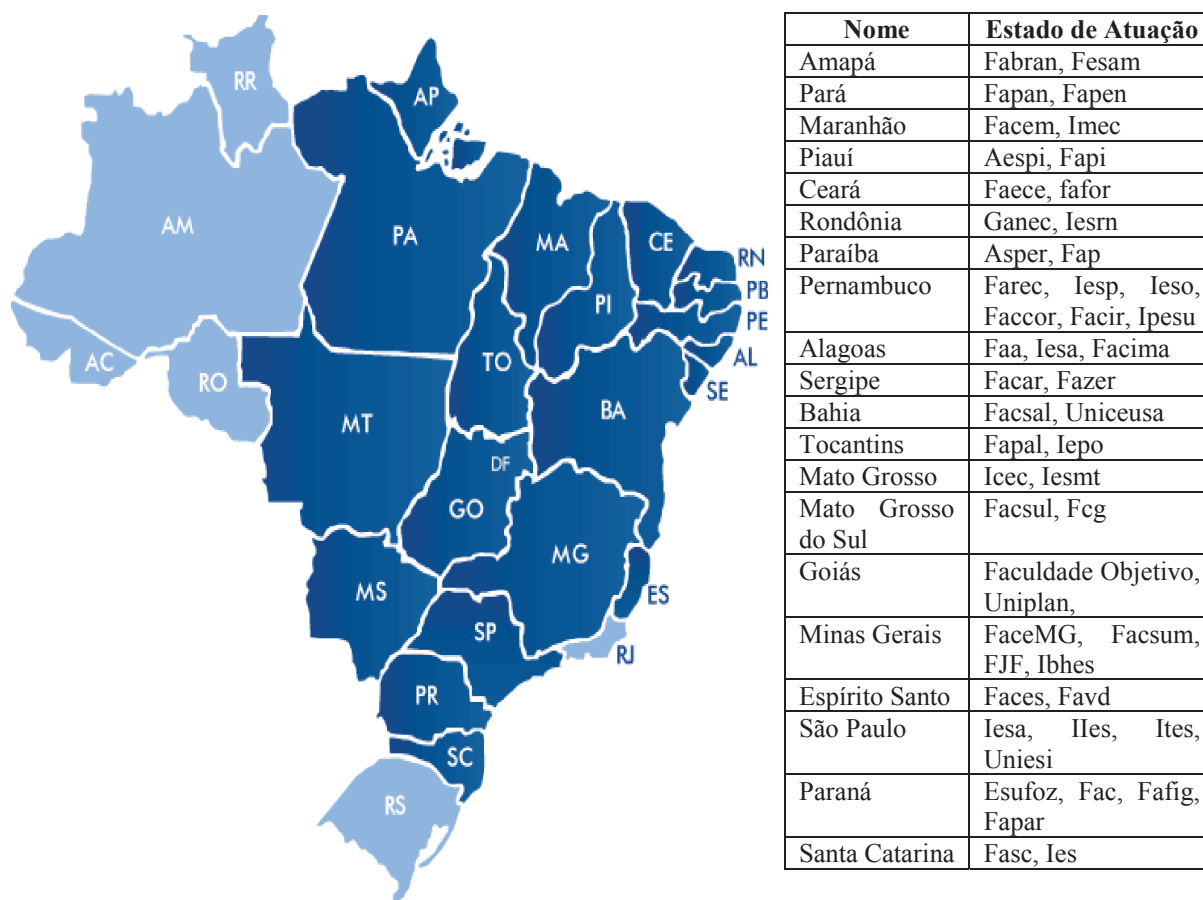 RR
AP
AM
PA
MA
CE
RN
PB
PI
PE
AC
RO
TO
AL
SE
MT
BA
DF
GO
MG
MS
ES
SP
RJ
PR
SC
RS
Nome Estado de Atuação
Amapá Fabran, Fesam
Pará Fapan, Fapen
Maranhão Facem, Imec
Piauí Aespi, Fapi
Ceará Faece, fafor
Rondônia Ganec, Iesrn
Paraíba Asper, Fap
Pernambuco Farec, Iesp, Ieso,
Faccor, Facir, Ipesu
Alagoas Faa, Iesa, Facima
Sergipe Facar, Fazer
Bahia Facsal, Uniceusa
Tocantins Fapal, Iepo
Mato Grosso Icec, Iesmt
Mato Grosso Facsul, Fcg
do Sul
Goiás Faculdade Objetivo,
Uniplan,
Minas Gerais FaceMG, Facsum,
FJF, Ibhes
Espírito Santo Faces, Favd
São Paulo Iesa, IIes, Ites,
Uniesi
Paraná Esufoz, Fac, Fafig,
Fapar
Santa Catarina Fasc, Ies